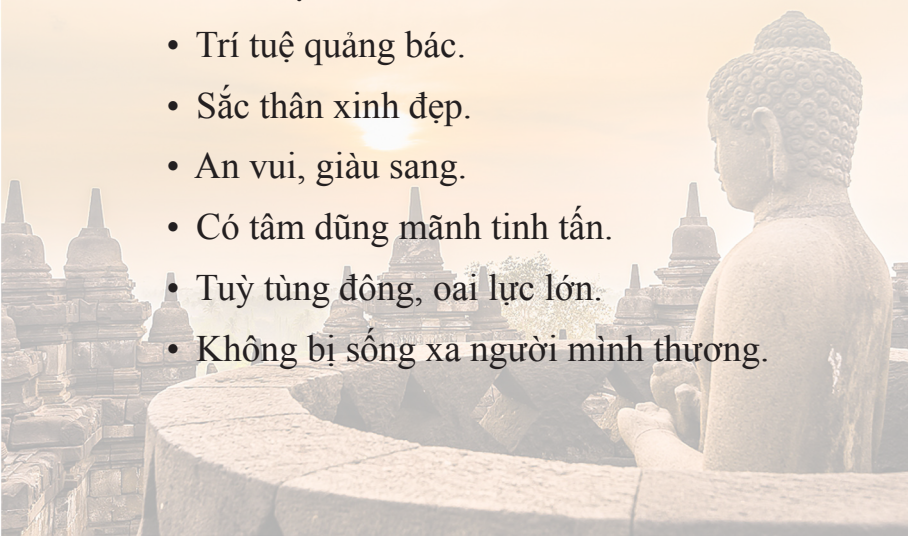 • Trí tuệ quảng bác.
• Sắc thân xinh đẹp.
• An vui, giàu sang.
• Có tâm dũng mãnh tinh tấn.
• Tuỳ tùng đông, oai lực lớn.
• Không bị sống xa người mình thương.